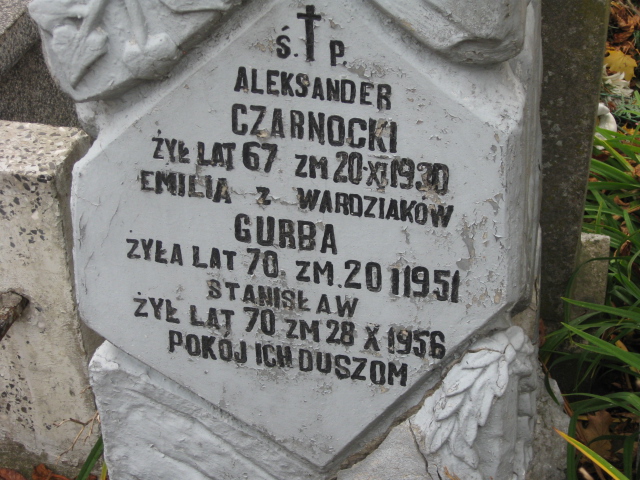 Ś. P.
ALEKSANDER
CZARNOCKI
ŻYŁ LAT 67 ZM 20 XI 1930
EMILIA z WARDZIAKÓW
GURBA
ŻYŁA LAT 70. ZM. 20 I 1951
STANISŁAW
ŻYŁ LAT 70 ZM 28 X 1956
POKÓJ ICH DUSZOM